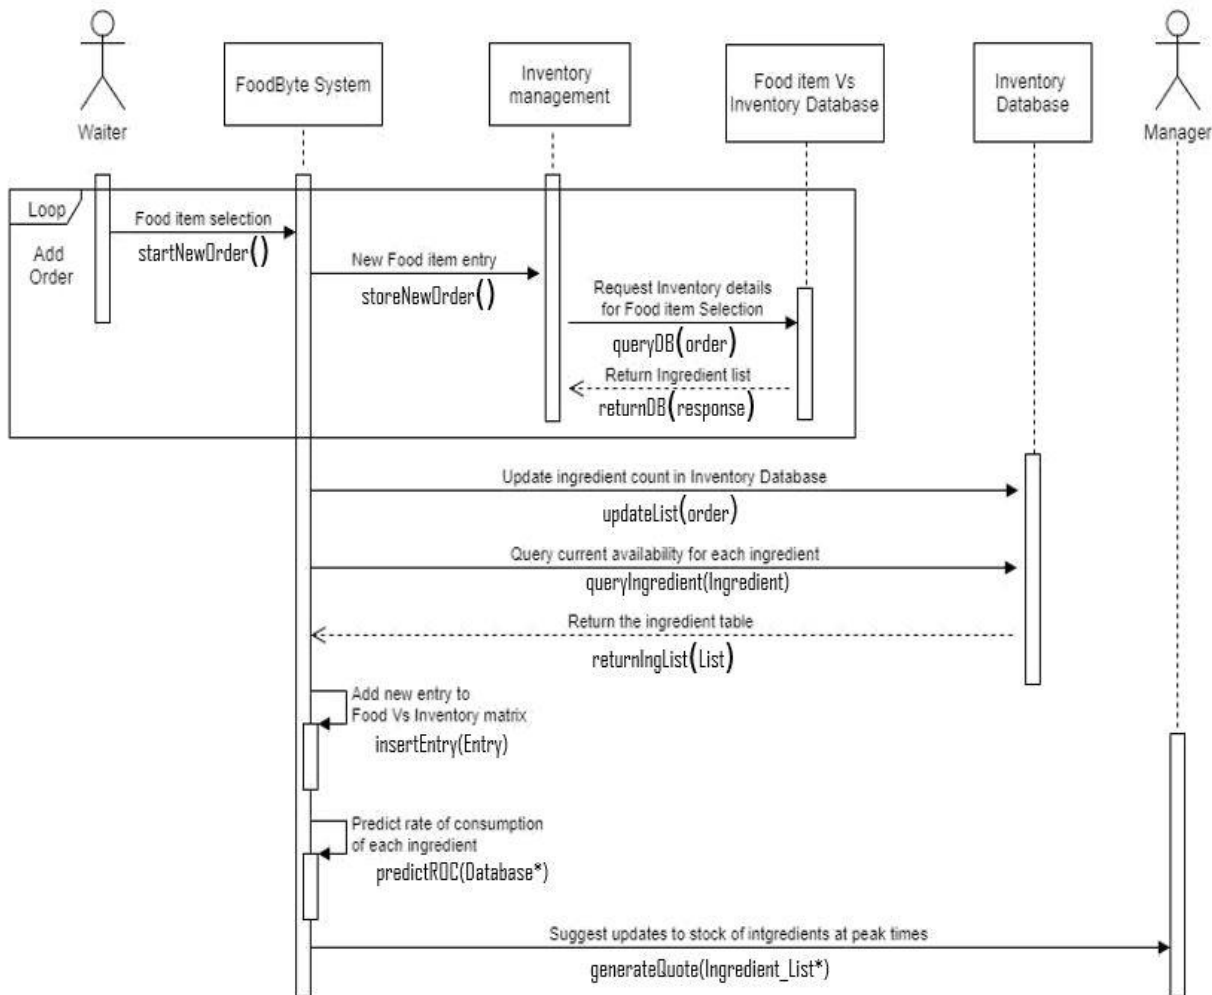 Waiter
FoodByte System
Inventory
management
Food item Vs
Inventory Database
Inventory
Database
Manager
Loop
Add
Order
Food item selection
startNewOrder()
New Food item entry
storeNewOrder()
Request Inventory details
for Food item Selection
queryDB(order)
Return Ingredient list
returnDB(response)
Update ingredient count in Inventory Database
updateList(order)
Query current availability for each ingredient
queryIngredient(Ingredient)
Return the ingredient table
returnIngList(List)
Add new entry to
Food Vs Inventory matrix
insertEntry(Entry)
Predict rate of consumption
of each ingredient
predictROC(Database*)
Suggest updates to stock of intgredients at peak times
generateQuote(Ingredient_List*)